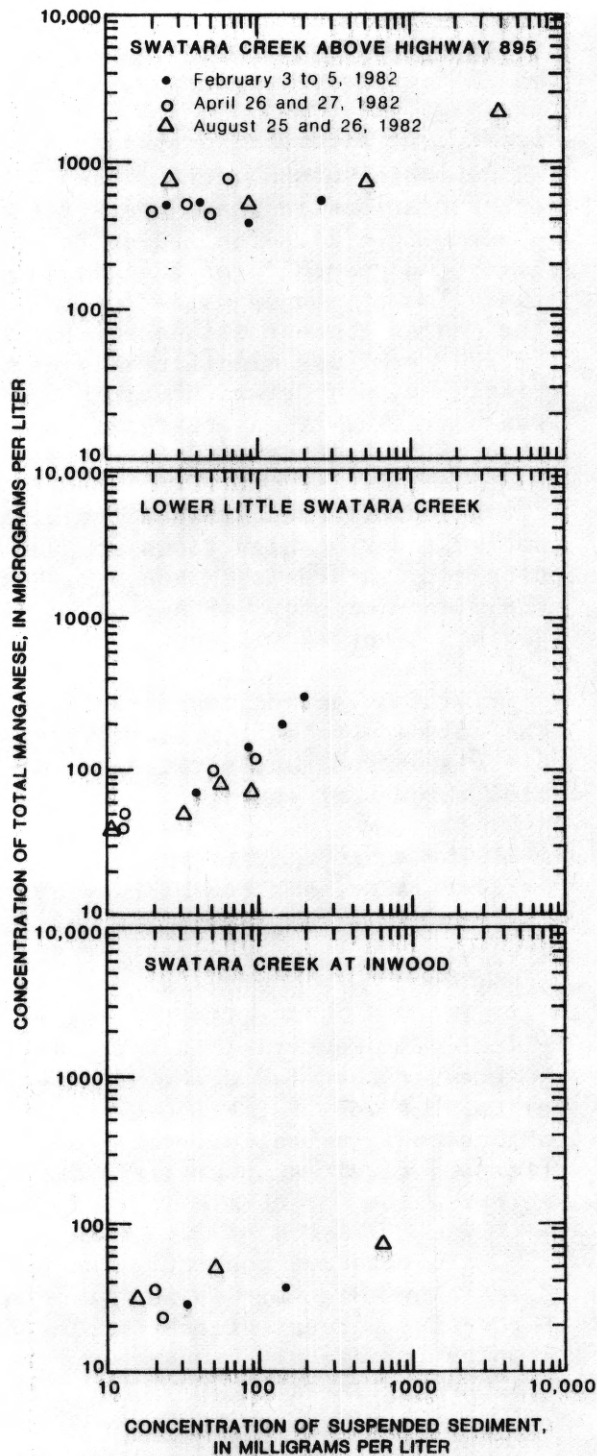 10,000
SWATARA CREEK ABOVE HIGHWAY 895
• February 3 to 5, 1982
○ April 26 and 27, 1982
△ August 25 and 26, 1982
1000
100
10
10,000
LOWER LITTLE SWATARA CREEK
1000
100
10
10,000
SWATARA CREEK AT INWOOD
1000
100
10
10 100 1000 10,000
CONCENTRATION OF TOTAL MANGANESE, IN MICROGRAMS PER LITER
CONCENTRATION OF SUSPENDED SEDIMENT,
IN MILLIGRAMS PER LITER